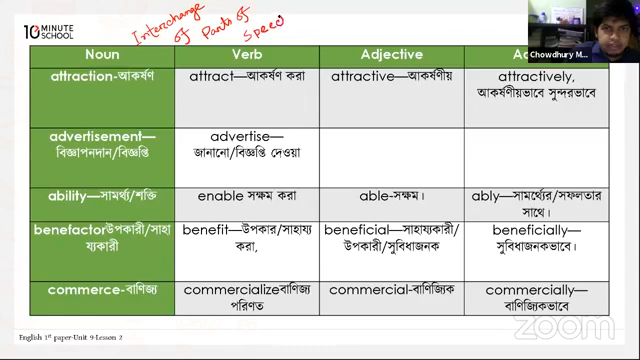 10 MINUTE
SCHOOL
Interchange
of Parts of
Speec
Chowdhury M...
Noun
Verb
Adjective
attraction-আকর্ষণ
attract—আকর্ষণ করা
attractive—আকর্ষণীয়
attractively,
আকর্ষণীয়ভাবে সুন্দরভাবে
advertisement—
বিজ্ঞাপনদান/বিজ্ঞপ্তি
advertise—
জানানো/বিজ্ঞপ্তি দেওয়া
ability—সামর্থ্য/শক্তি
enable সক্ষম করা
able-সক্ষম।
ably—সামর্থ্যের/সফলতার
সাথে।
benefactorউপকারী/সাহা
য্যকারী
benefit—উপকার/সাহায্য
করা,
beneficial—সাহায্যকারী/
উপকারী/সুবিধাজনক
beneficially—
সুবিধাজনকভাবে।
commerce-বাণিজ্য
commercializeবাণিজ্য
পরিণত
commercial-বাণিজ্যিক
commercially—
বাণিজ্যিকভাবে
English 1st paper-Unit 9-Lesson 2
zoom